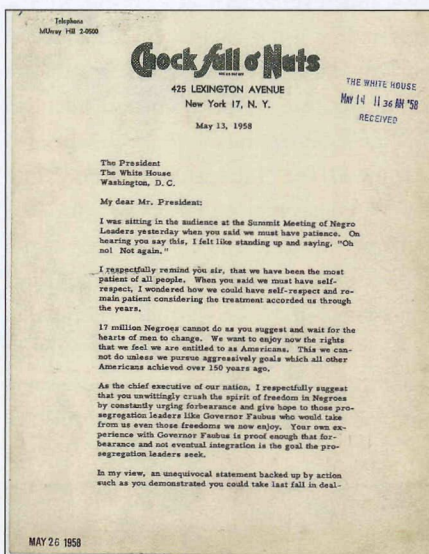 Telephone
MUrray Hill 2-0500
Chock full o' Nuts
425 LEXINGTON AVENUE
New York 17, N. Y.
THE WHITE HOUSE
MAY 14 11 36 AM '58
RECEIVED
May 13, 1958
The President
The White House
Washington, D. C.
My dear Mr. President:
I was sitting in the audience at the Summit Meeting of Negro
Leaders yesterday when you said we must have patience. On
hearing you say this, I felt like standing up and saying, "Oh
no! Not again."
I respectfully remind you sir, that we have been the most
patient of all people. When you said we must have self-
respect, I wondered how we could have self-respect and re-
main patient considering the treatment accorded us through
the years.
17 million Negroes cannot do as you suggest and wait for the
hearts of men to change. We want to enjoy now the rights
that we feel we are entitled to as Americans. This we can-
not do unless we pursue aggressively goals which all other
Americans achieved over 150 years ago.
As the chief executive of our nation, I respectfully suggest
that you unwittingly crush the spirit of freedom in Negroes
by constantly urging forbearance and give hope to those pro-
segregation leaders like Governor Faubus who would take
from us even those freedoms we now enjoy. Your own ex-
perience with Governor Faubus is proof enough that for-
bearance and not eventual integration is the goal the pro-
segregation leaders seek.
In my view, an unequivocal statement backed up by action
such as you demonstrated you could take last fall in deal-
MAY 26 1958